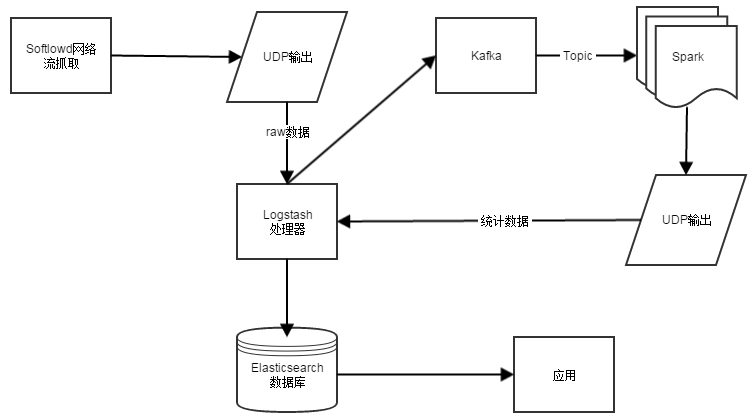 Softlowd网络
流抓取
UDP输出
Kafka
Topic
Spark
raw数据
Logstash
处理器
统计数据
UDP输出
Elasticsearch
数据库
应用